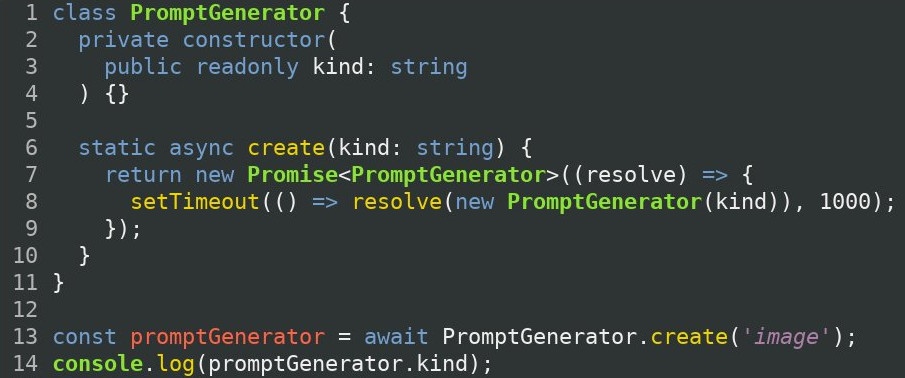 1 class PromptGenerator {
2   private constructor(
3     public readonly kind: string
4   ) {}
5
6   static async create(kind: string) {
7     return new Promise<PromptGenerator>((resolve) => {
8       setTimeout(() => resolve(new PromptGenerator(kind)), 1000);
9     });
10   }
11 }
12
13 const promptGenerator = await PromptGenerator.create('image');
14 console.log(promptGenerator.kind);